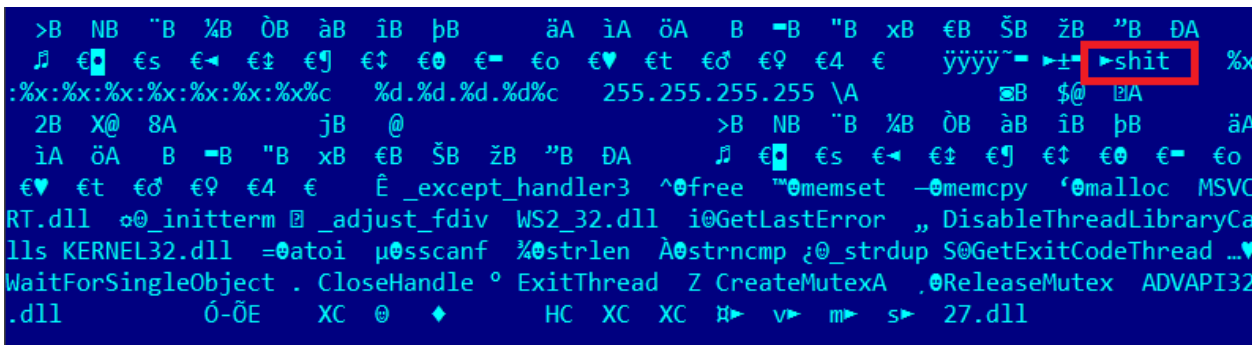 >B NB ¨B ¼B ÒB àB îB þB äA ìA öA B ▬B "B xB €B ŠB žB ”B ÐA
♫ €◘ €s €◄ €↨ €¶ €↕ €☻ €▬ €o €♥ €t €♂ €♀ €4 € ÿÿÿÿ˜▬ ►±▬ ►shit %x
:%x:%x:%x:%x:%x:%x%c %d.%d.%d.%d%c 255.255.255.255 \A ◙B $@ A
2B X@ 8A jB @ >B NB ¨B ¼B ÒB àB îB þB äA
ìA öA B ▬B "B xB €B ŠB žB ”B ÐA ♫ €◘ €s €◄ €↨ €¶ €↕ €☻ €▬ €o
€♥ €t €♂ €♀ €4 € Ê _except_handler3 ^☻free ™☻memset —☻memcpy ‘☻malloc MSVC
RT.dll ☼☺_initterm _adjust_fdiv WS2_32.dll i☺GetLastError „ DisableThreadLibraryCa
lls KERNEL32.dll =☻atoi µ☻sscanf ¾☻strlen À☻strncmp ¿☺_strdup S☺GetExitCodeThread …♥
WaitForSingleObject . CloseHandle º ExitThread Z CreateMutexA ¸☻ReleaseMutex ADVAPI32
.dll Ó-ÕE XC ☺ ♦ HC XC XC ¤► v► m► s► 27.dll